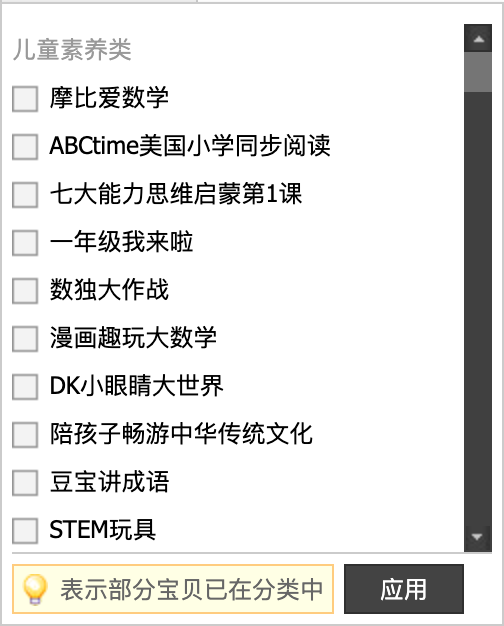 儿童素养类
摩比爱数学
ABCtime美国小学同步阅读
七大能力思维启蒙第1课
一年级我来啦
数独大作战
漫画趣玩大数学
DK小眼睛大世界
陪孩子畅游中华传统文化
豆宝讲成语
STEM玩具
表示部分宝贝已在分类中
应用